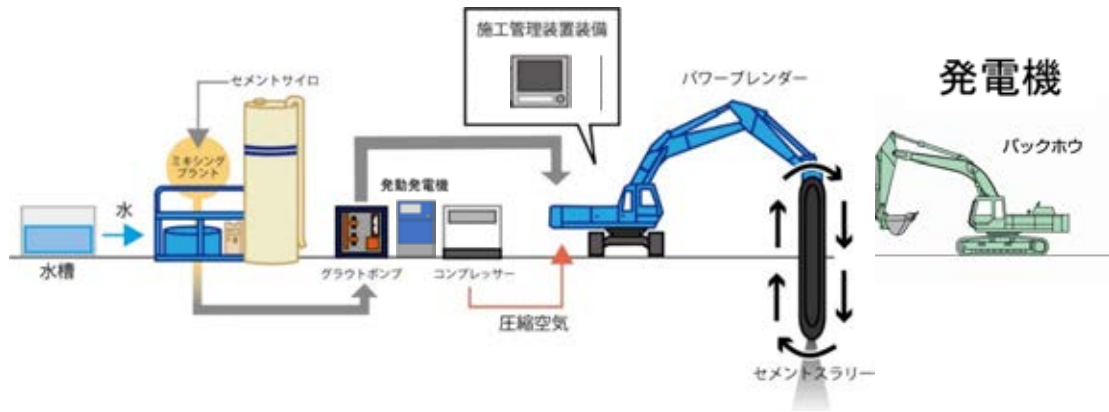 施工管理装置装備
セメントサイロ
パワーブレンダー
発電機
ミキシング
プラント
バックホウ
発動発電機
水
水槽
グラウトポンプ
コンプレッサー
圧縮空気
セメントスラリー